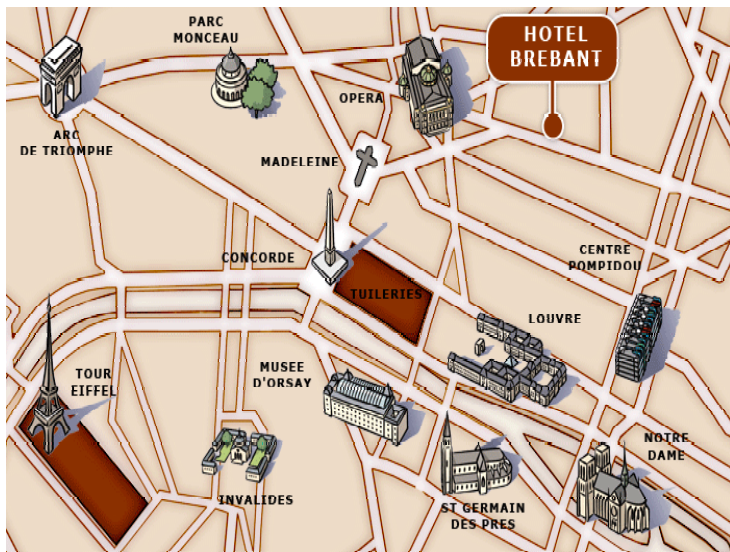 PARC
MONCEAU
HOTEL
BREBANT
OPERA
ARC
DE TRIOMPHE
MADELEINE
CONCORDE
CENTRE
POMPIDOU
TUILERIES
LOUVRE
TOUR
EIFFEL
MUSEE
D'ORSAY
NOTRE
DAME
INVALIDES
ST GERMAIN
DES PRES